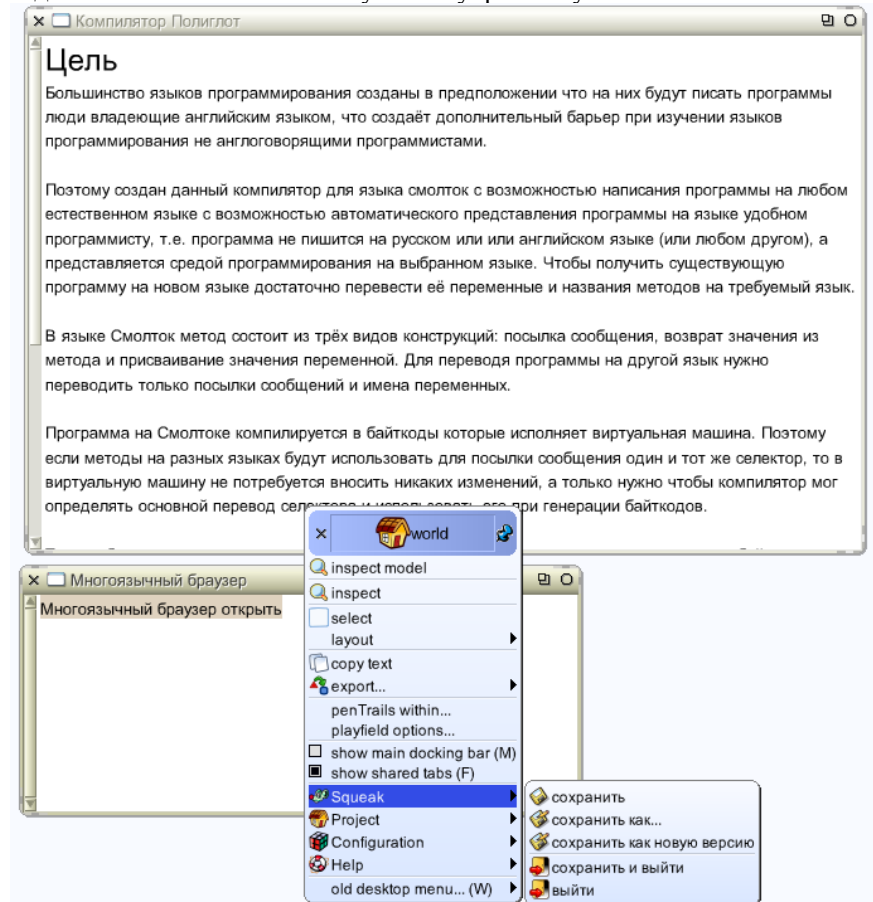 Компилятор Полиглот
Цель
Большинство языков программирования созданы в предположении что на них будут писать программы
люди владеющие английским языком, что создаёт дополнительный барьер при изучении языков
программирования не англоговорящими программистами.
Поэтому создан данный компилятор для языка смолток с возможностью написания программы на любом
естественном языке с возможностью автоматического представления программы на языке удобном
программисту, т.е. программа не пишится на русском или или английском языке (или любом другом), а
представляется средой программирования на выбранном языке. Чтобы получить существующую
программу на новом языке достаточно перевести её переменные и названия методов на требуемый язык.
В языке Смолток метод состоит из трёх видов конструкций: посылка сообщения, возврат значения из
метода и присваивание значения переменной. Для переводя программы на другой язык нужно
переводить только посылки сообщений и имена переменных.
Программа на Смолтоке компилируется в байткоды которые исполняет виртуальная машина. Поэтому
если методы на разных языках будут использовать для посылки сообщения один и тот же селектор, то в
виртуальную машину не потребуется вносить никаких изменений, а только нужно чтобы компилятор мог
определять основной перевод селектора и использовать его при генерации байткодов.
Многоязычный браузер
Многоязычный браузер открыть
world
inspect model
inspect
select
layout
copy text
export...
penTrails within...
playfield options...
show main docking bar (M)
show shared tabs (F)
Squeak
Project
Configuration
Help
old desktop menu... (W)
сохранить
сохранить как...
сохранить как новую версию
сохранить и выйти
выйти